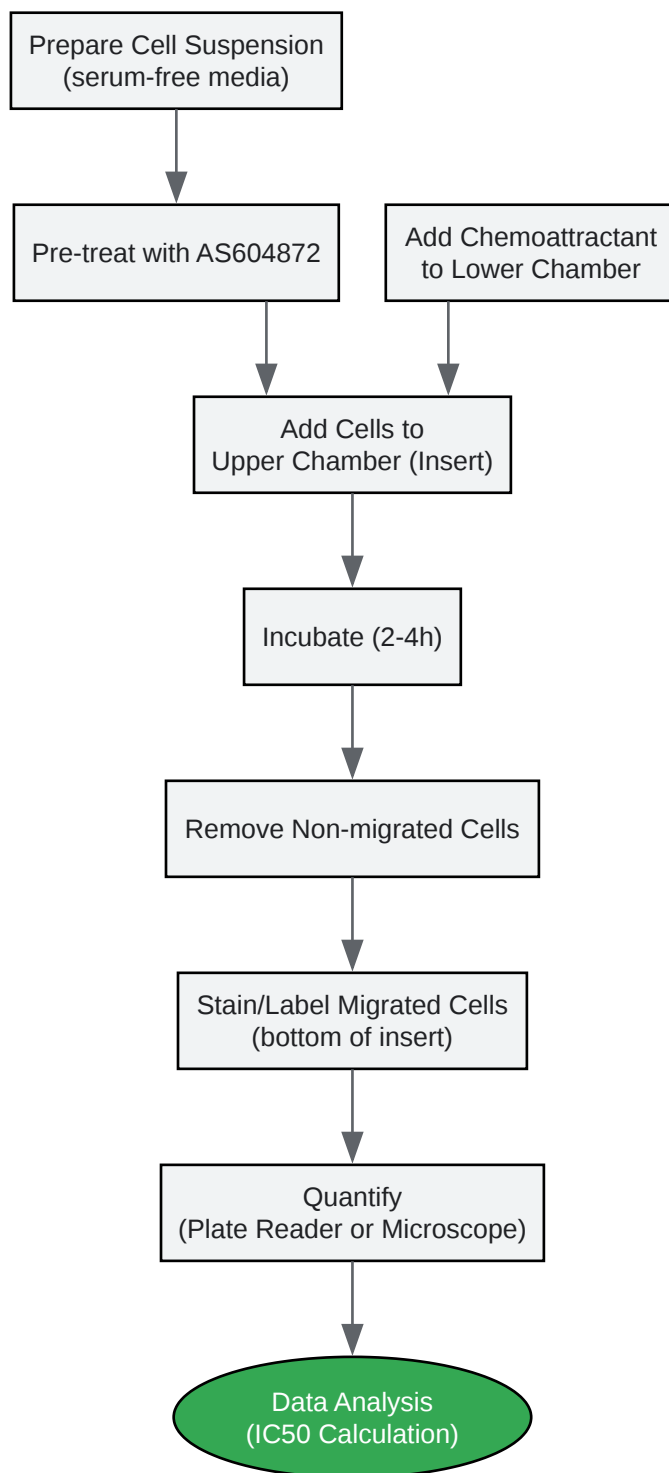 Prepare Cell Suspension
(serum-free media)
Pre-treat with AS604872
Add Chemoattractant
to Lower Chamber
Add Cells to
Upper Chamber (Insert)
Incubate (2-4h)
Remove Non-migrated Cells
Stain/Label Migrated Cells
(bottom of insert)
Quantify
(Plate Reader or Microscope)
Data Analysis
(IC50 Calculation)